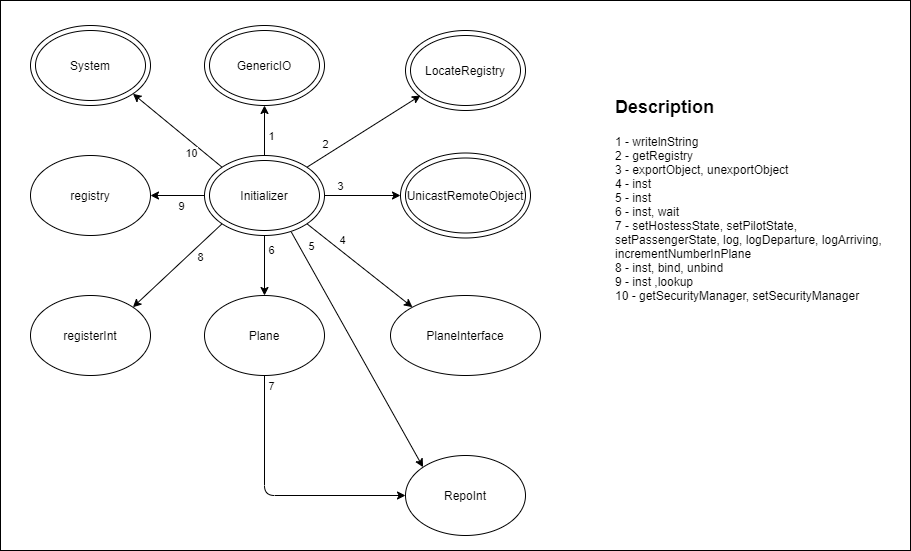 System
GenericIO
LocateRegistry
Description
1
2
10
1 - writeInString
2 - getRegistry
3 - exportObject, unexportObject
4 - inst
5 - inst
6 - inst, wait
7 - setHostessState, setPilotState,
setPassengerState, log, logDeparture, logArriving,
incrementNumberInPlane
8 - inst, bind, unbind
9 - inst ,lookup
10 - getSecurityManager, setSecurityManager
registry
9
Initializer
3
UnicastRemoteObject
8
6
5
4
registerInt
Plane
PlaneInterface
7
RepoInt